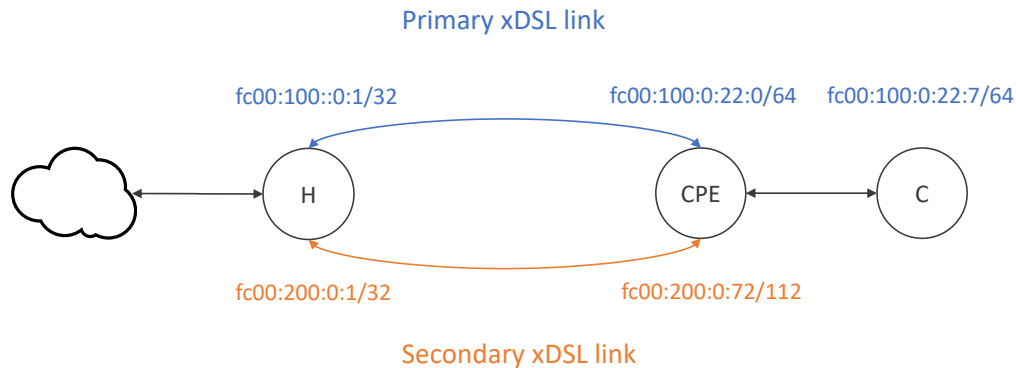 Primary xDSL link
fc00:100::0:1/32
fc00:100:0:22:0/64
fc00:100:0:22:7/64
H
CPE
C
fc00:200:0:1/32
fc00:200:0:72/112
Secondary xDSL link